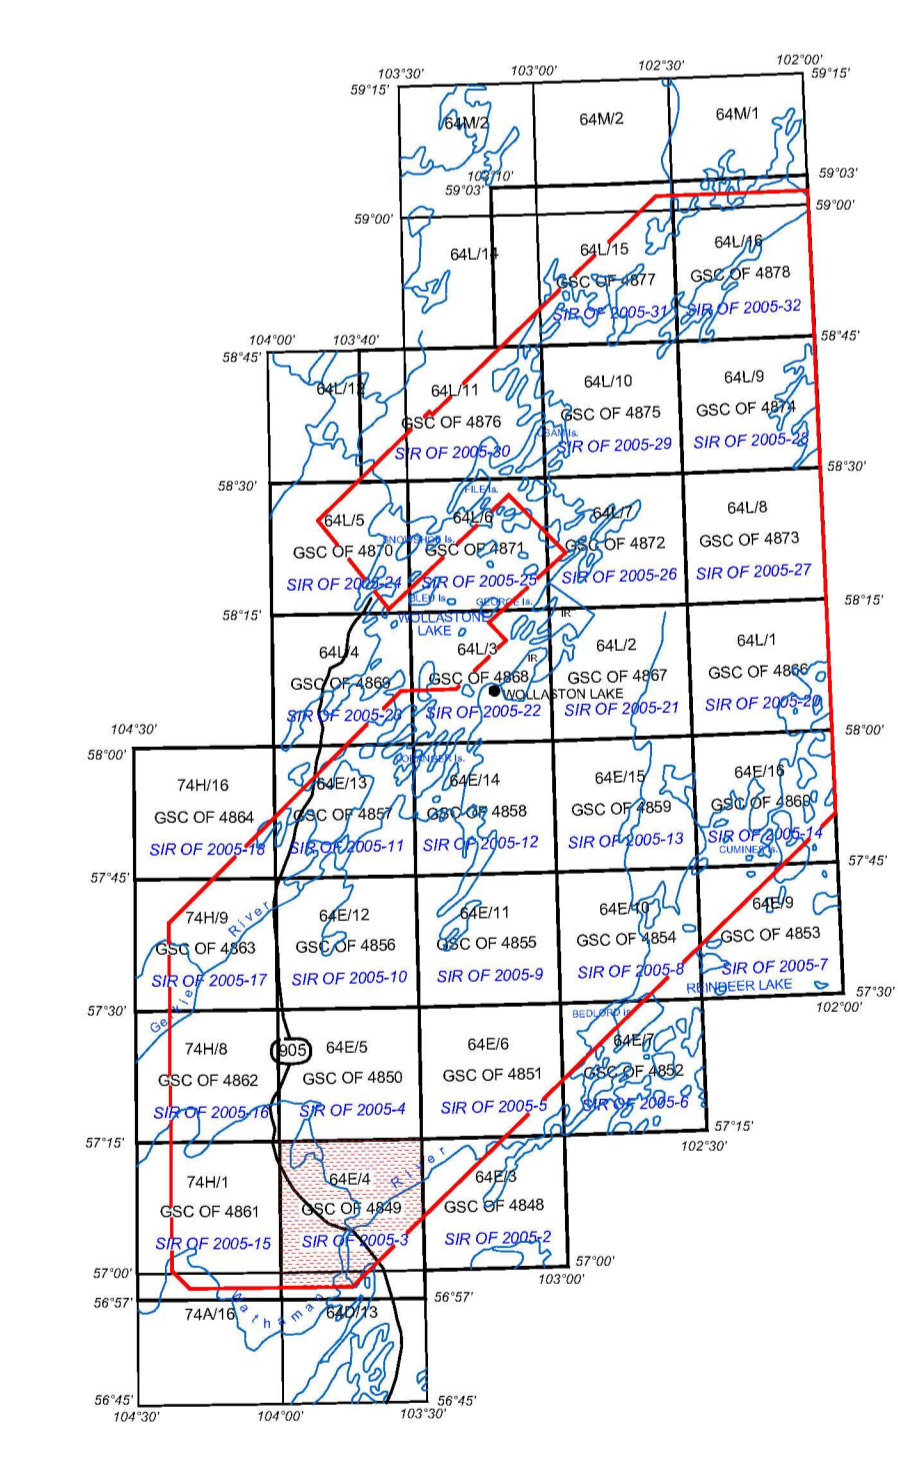 103°30'
103°00'
102°30'
102°00'
59°15'
59°15'
64M/2
64M/2
64M/1
103°10'
59°03'
59°03'
59°00'
59°00'
64L/14
64L/15
GSC OF 4877
SIR OF 2005-31
64L/16
GSC OF 4878
SIR OF 2005-32
104°00'
103°40'
58°45'
58°45'
64L/12
64L/11
GSC OF 4876
SIR OF 2005-30
64L/10
GSC OF 4875
SIR OF 2005-29
64L/9
GSC OF 4874
SIR OF 2005-28
58°30'
58°30'
FILE Is.
64L/5
GSC OF 4870
SIR OF 2005-24
SNOWSHOE Is.
64L/6
GSC OF 4871
SIR OF 2005-25
64L/7
GSC OF 4872
SIR OF 2005-26
64L/8
GSC OF 4873
SIR OF 2005-27
BLEU Is.
GEORGE Is.
58°15'
58°15'
WOLLASTONE
LAKE
IR
IR
64L/4
GSC OF 4869
SIR OF 2005-23
64L/3
GSC OF 4868
SIR OF 2005-22
WOLLASTON LAKE
64L/2
GSC OF 4867
SIR OF 2005-21
64L/1
GSC OF 4866
SIR OF 2005-20
104°30'
58°00'
58°00'
74H/16
GSC OF 4864
SIR OF 2005-18
64E/13
GSC OF 4857
SIR OF 2005-11
64E/14
GSC OF 4858
SIR OF 2005-12
64E/15
GSC OF 4859
SIR OF 2005-13
64E/16
GSC OF 4860
SIR OF 2005-14
CUMINES Is.
57°45'
57°45'
74H/9
GSC OF 4863
SIR OF 2005-17
Geikie River
64E/12
GSC OF 4856
SIR OF 2005-10
64E/11
GSC OF 4855
SIR OF 2005-9
64E/10
GSC OF 4854
SIR OF 2005-8
64E/9
GSC OF 4853
SIR OF 2005-7
REINDEER LAKE
57°30'
57°30'
102°00'
BEDLORD Is.
74H/8
GSC OF 4862
SIR OF 2005-16
905
64E/5
GSC OF 4850
SIR OF 2005-4
64E/6
GSC OF 4851
SIR OF 2005-5
64E/7
GSC OF 4852
SIR OF 2005-6
57°15'
57°15'
102°30'
74H/1
GSC OF 4861
SIR OF 2005-15
64E/4
GSC OF 4849
SIR OF 2005-3
64E/3
GSC OF 4848
SIR OF 2005-2
Wathaman River
57°00'
57°00'
103°00'
56°57'
56°57'
74A/16
64D/13
56°45'
56°45'
104°30'
104°00'
103°30'